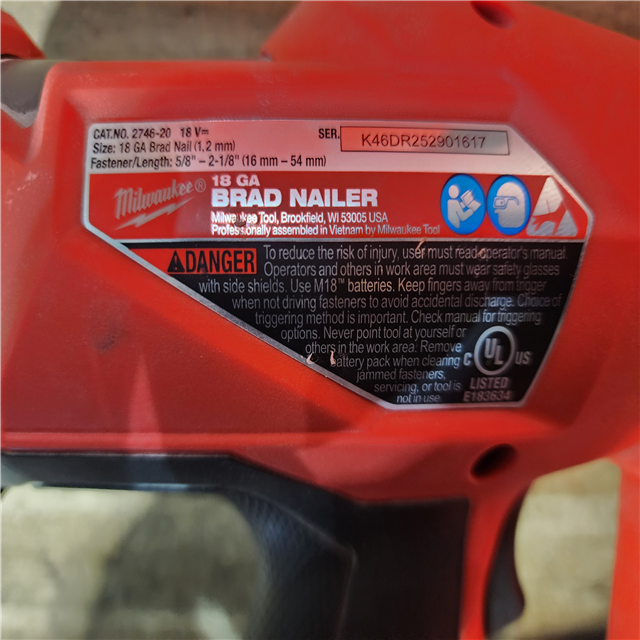 CAT.NO. 2746-20 18 V
SER. K46DR252901617
Size: 18 GA Brad Nail (1,2 mm)
Fastener/Length: 5/8" – 2-1/8" (16 mm – 54 mm)
Milwaukee®
18 GA
BRAD NAILER
Milwaukee Tool, Brookfield, WI 53005 USA
Professionally assembled in Vietnam by Milwaukee Tool
DANGER
To reduce the risk of injury, user must read operator's manual.
Operators and others in work area must wear safety glasses
with side shields. Use M18™ batteries. Keep fingers away from trigger
when not driving fasteners to avoid accidental discharge. Choice of
triggering method is important. Check manual for triggering
options. Never point tool at yourself or
others in the work area. Remove
battery pack when clearing
jammed fasteners,
servicing, or tool is
not in use.
C UL US
LISTED
E183634